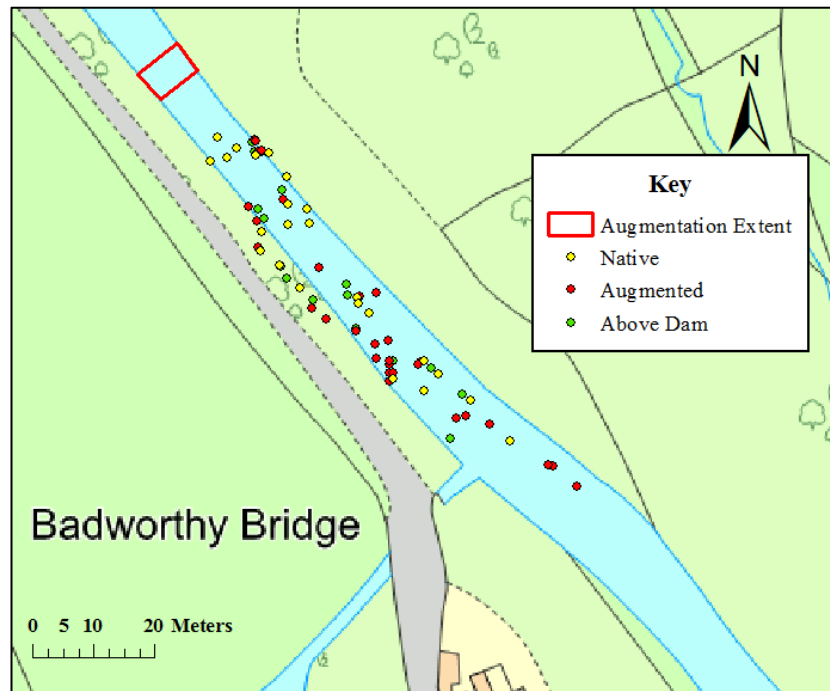 N
Key
Augmentation Extent
Native
Augmented
Above Dam
Badworthy Bridge
0 5 10 20 Meters